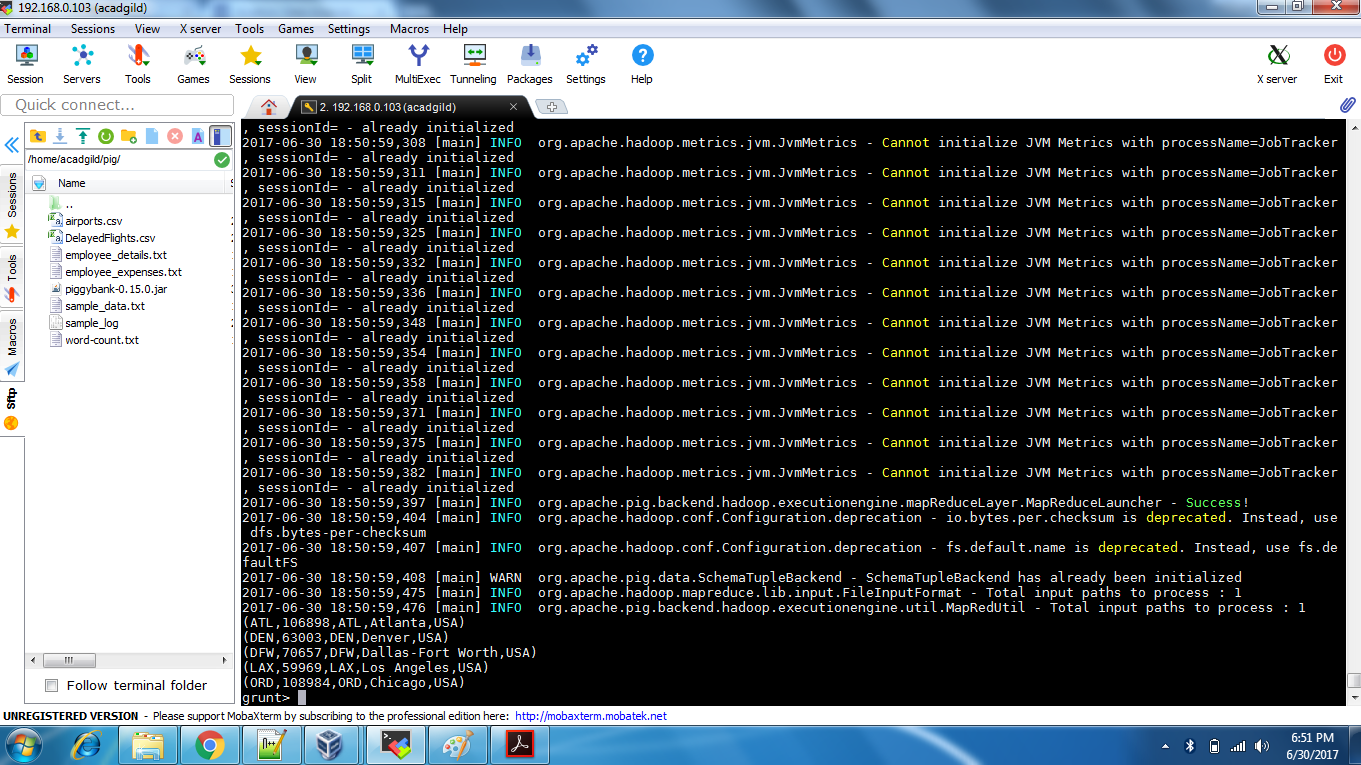 192.168.0.103 (acadgild)
Terminal Sessions View X server Tools Games Settings Macros Help
Session Servers Tools Games Sessions View Split MultiExec Tunneling Packages Settings Help X server Exit
Quick connect...
2. 192.168.0.103 (acadgild)
/home/acadgild/pig/
Name
..
airports.csv
DelayedFlights.csv
employee_details.txt
employee_expenses.txt
piggybank-0.15.0.jar
sample_data.txt
sample_log
word-count.txt
Sessions
Tools
Macros
Sftp
Follow terminal folder
, sessionId= - already initialized
2017-06-30 18:50:59,308 [main] INFO  org.apache.hadoop.metrics.jvm.JvmMetrics - Cannot initialize JVM Metrics with processName=JobTracker
, sessionId= - already initialized
2017-06-30 18:50:59,311 [main] INFO  org.apache.hadoop.metrics.jvm.JvmMetrics - Cannot initialize JVM Metrics with processName=JobTracker
, sessionId= - already initialized
2017-06-30 18:50:59,315 [main] INFO  org.apache.hadoop.metrics.jvm.JvmMetrics - Cannot initialize JVM Metrics with processName=JobTracker
, sessionId= - already initialized
2017-06-30 18:50:59,325 [main] INFO  org.apache.hadoop.metrics.jvm.JvmMetrics - Cannot initialize JVM Metrics with processName=JobTracker
, sessionId= - already initialized
2017-06-30 18:50:59,332 [main] INFO  org.apache.hadoop.metrics.jvm.JvmMetrics - Cannot initialize JVM Metrics with processName=JobTracker
, sessionId= - already initialized
2017-06-30 18:50:59,336 [main] INFO  org.apache.hadoop.metrics.jvm.JvmMetrics - Cannot initialize JVM Metrics with processName=JobTracker
, sessionId= - already initialized
2017-06-30 18:50:59,348 [main] INFO  org.apache.hadoop.metrics.jvm.JvmMetrics - Cannot initialize JVM Metrics with processName=JobTracker
, sessionId= - already initialized
2017-06-30 18:50:59,354 [main] INFO  org.apache.hadoop.metrics.jvm.JvmMetrics - Cannot initialize JVM Metrics with processName=JobTracker
, sessionId= - already initialized
2017-06-30 18:50:59,358 [main] INFO  org.apache.hadoop.metrics.jvm.JvmMetrics - Cannot initialize JVM Metrics with processName=JobTracker
, sessionId= - already initialized
2017-06-30 18:50:59,371 [main] INFO  org.apache.hadoop.metrics.jvm.JvmMetrics - Cannot initialize JVM Metrics with processName=JobTracker
, sessionId= - already initialized
2017-06-30 18:50:59,375 [main] INFO  org.apache.hadoop.metrics.jvm.JvmMetrics - Cannot initialize JVM Metrics with processName=JobTracker
, sessionId= - already initialized
2017-06-30 18:50:59,382 [main] INFO  org.apache.hadoop.metrics.jvm.JvmMetrics - Cannot initialize JVM Metrics with processName=JobTracker
, sessionId= - already initialized
2017-06-30 18:50:59,397 [main] INFO  org.apache.pig.backend.hadoop.executionengine.mapReduceLayer.MapReduceLauncher - Success!
2017-06-30 18:50:59,404 [main] INFO  org.apache.hadoop.conf.Configuration.deprecation - io.bytes.per.checksum is deprecated. Instead, use
dfs.bytes-per-checksum
2017-06-30 18:50:59,407 [main] INFO  org.apache.hadoop.conf.Configuration.deprecation - fs.default.name is deprecated. Instead, use fs.de
faultFS
2017-06-30 18:50:59,408 [main] WARN  org.apache.pig.data.SchemaTupleBackend - SchemaTupleBackend has already been initialized
2017-06-30 18:50:59,475 [main] INFO  org.apache.hadoop.mapreduce.lib.input.FileInputFormat - Total input paths to process : 1
2017-06-30 18:50:59,476 [main] INFO  org.apache.pig.backend.hadoop.executionengine.util.MapRedUtil - Total input paths to process : 1
(ATL,106898,ATL,Atlanta,USA)
(DEN,63003,DEN,Denver,USA)
(DFW,70657,DFW,Dallas-Fort Worth,USA)
(LAX,59969,LAX,Los Angeles,USA)
(ORD,108984,ORD,Chicago,USA)
grunt>
UNREGISTERED VERSION - Please support MobaXterm by subscribing to the professional edition here: http://mobaxterm.mobatek.net
6:51 PM
6/30/2017